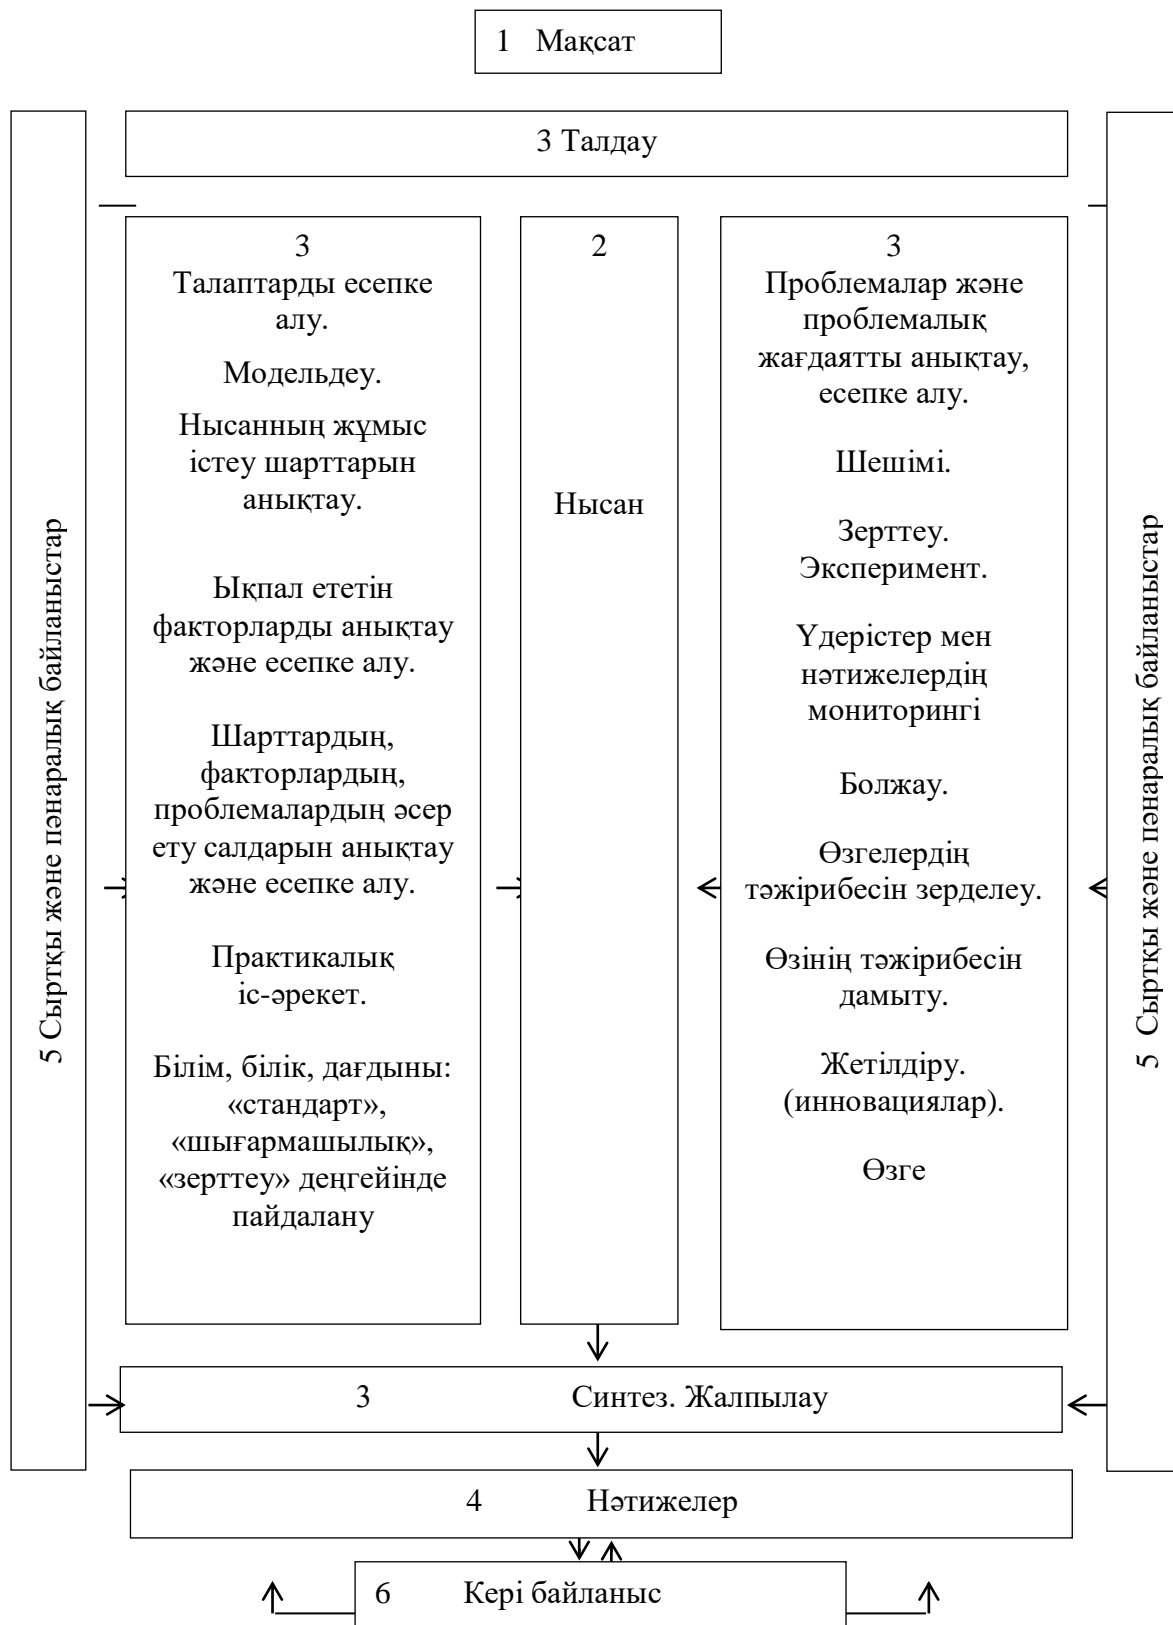 1 Мақсат
3 Талдау
5 Сыртқы және пәнаралық байланыстар
3
Талаптарды есепке
алу.
Модельдеу.
Нысанның жұмыс
істеу шарттарын
анықтау.
Ықпал ететін
факторларды анықтау
және есепке алу.
Шарттардың,
факторлардың,
проблемалардың әсер
ету салдарын анықтау
және есепке алу.
Практикалық
іс-әрекет.
Білім, білік, дағдыны:
«стандарт»,
«шығармашылық»,
«зерттеу» деңгейінде
пайдалану
2
Нысан
3
Проблемалар және
проблемалық
жағдаятты анықтау,
есепке алу.
Шешімі.
Зерттеу.
Эксперимент.
Үдерістер мен
нәтижелердің
мониторингі
Болжау.
Өзгелердің
тәжірибесін зерделеу.
Өзінің тәжірибесін
дамыту.
Жетілдіру.
(инновациялар).
Өзге
5 Сыртқы және пәнаралық байланыстар
3 Синтез. Жалпылау
4 Нәтижелер
6 Кері байланыс